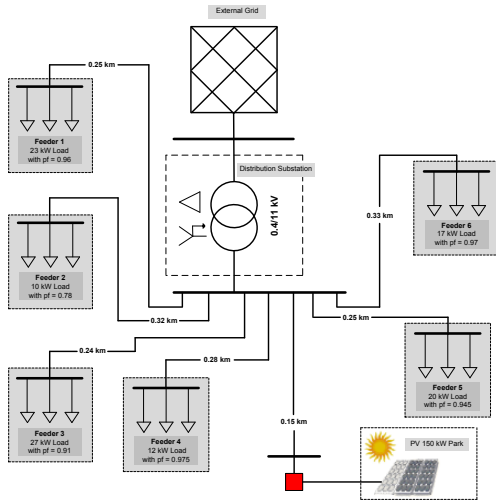 External Grid
0.25 km
Feeder 1
23 kW Load
with pf = 0.96
Distribution Substation
0.4/11 kV
0.33 km
Feeder 6
17 kW Load
with pf = 0.97
Feeder 2
10 kW Load
with pf = 0.78
0.32 km
0.25 km
0.24 km
0.28 km
Feeder 3
27 kW Load
with pf = 0.91
Feeder 4
12 kW Load
with pf = 0.975
Feeder 5
20 kW Load
with pf = 0.945
0.15 km
PV 150 kW Park